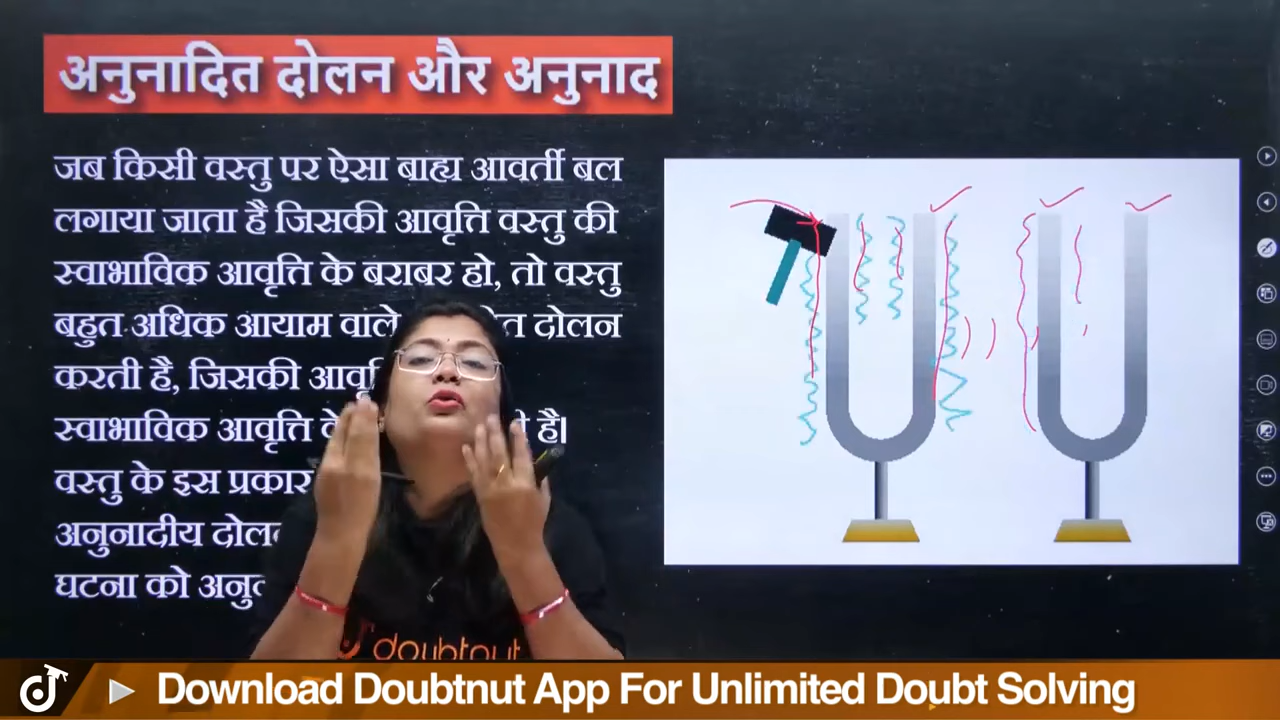 अनुनादित दोलन और अनुनाद
जब किसी वस्तु पर ऐसा बाह्य आवर्ती बल
लगाया जाता है जिसकी आवृत्ति वस्तु की
स्वाभाविक आवृत्ति के बराबर हो, तो वस्तु
बहुत अधिक आयाम वाले दोलन
करती है, जिसकी
स्वाभाविक आवृत्ति है।
वस्तु के इस प्रकार
अनुनादीय
घटना को
doubtnut
Download Doubtnut App For Unlimited Doubt Solving